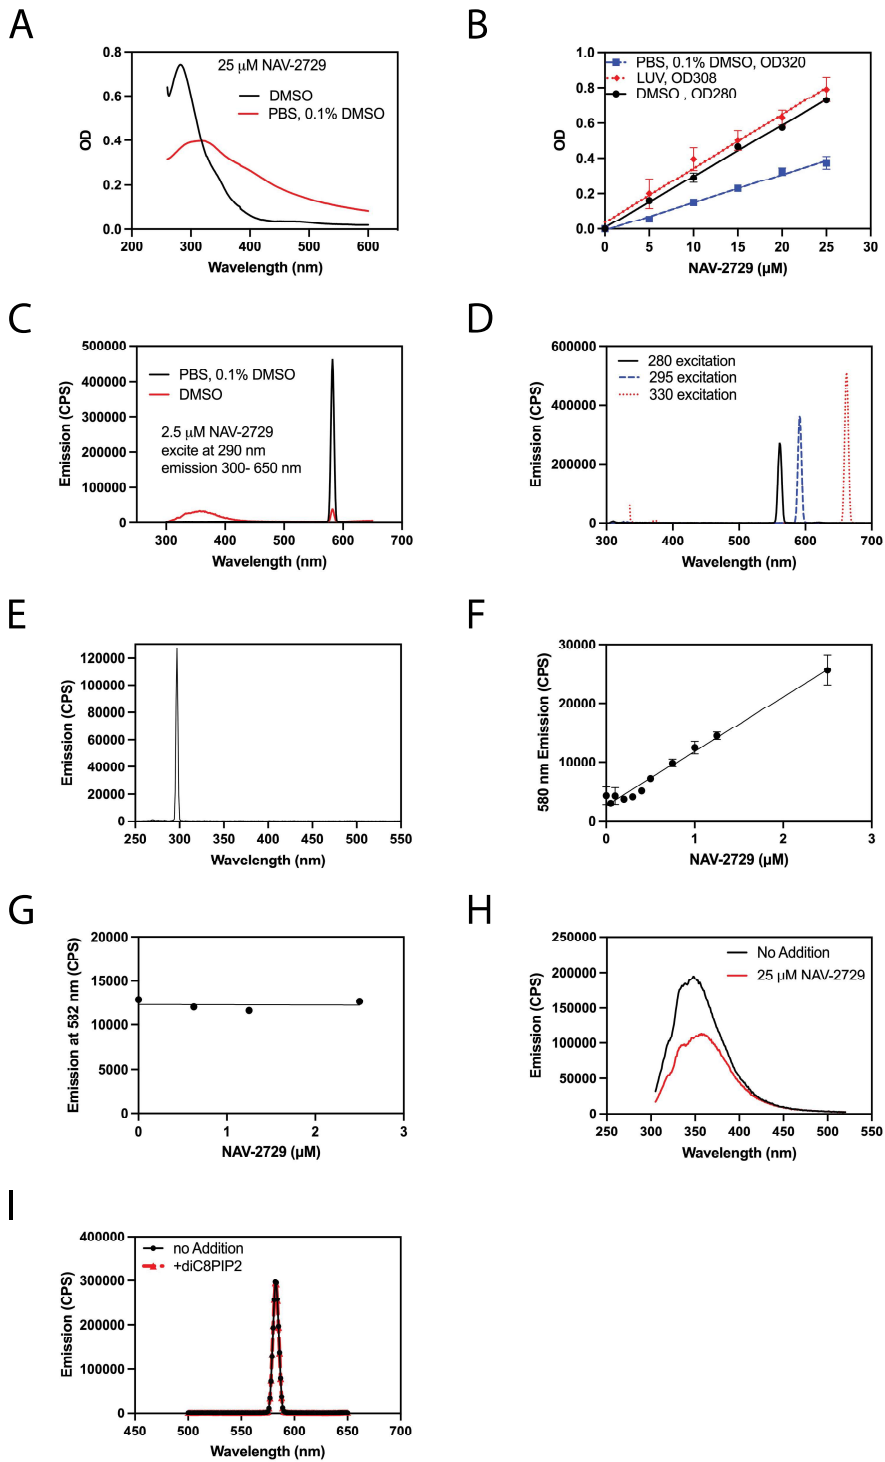 A
0.8
0.6
0.4
0.2
0.0
OD
25 μM NAV-2729
DMSO
PBS, 0.1% DMSO
200
300
400
500
600
Wavelength (nm)
B
1.0
0.8
0.6
0.4
0.2
0.0
OD
PBS, 0.1% DMSO, OD320
LUV, OD308
DMSO , OD280
0
5
10
15
20
25
30
NAV-2729 (μM)
C
500000
400000
300000
200000
100000
0
Emission (CPS)
PBS, 0.1% DMSO
DMSO
2.5 μM NAV-2729
excite at 290 nm
emission 300- 650 nm
300
400
500
600
700
Wavelength (nm)
D
600000
400000
200000
0
Emission (CPS)
280 excitation
295 excitation
330 excitation
300
400
500
600
700
Wavelength (nm)
E
120000
100000
80000
60000
40000
20000
0
Emission (CPS)
250
300
350
400
450
500
550
Wavelength (nm)
F
30000
20000
10000
0
580 nm Emission (CPS)
0
1
2
3
NAV-2729 (μM)
G
20000
15000
10000
5000
0
Emission at 582 nm (CPS)
0
1
2
3
NAV-2729 (μM)
H
250000
200000
150000
100000
50000
0
Emission (CPS)
No Addition
25 μM NAV-2729
250
300
350
400
450
500
550
Wavelength (nm)
I
400000
300000
200000
100000
0
Emission (CPS)
no Addition
+diC8PIP2
450
500
550
600
650
700
Wavelength (nm)